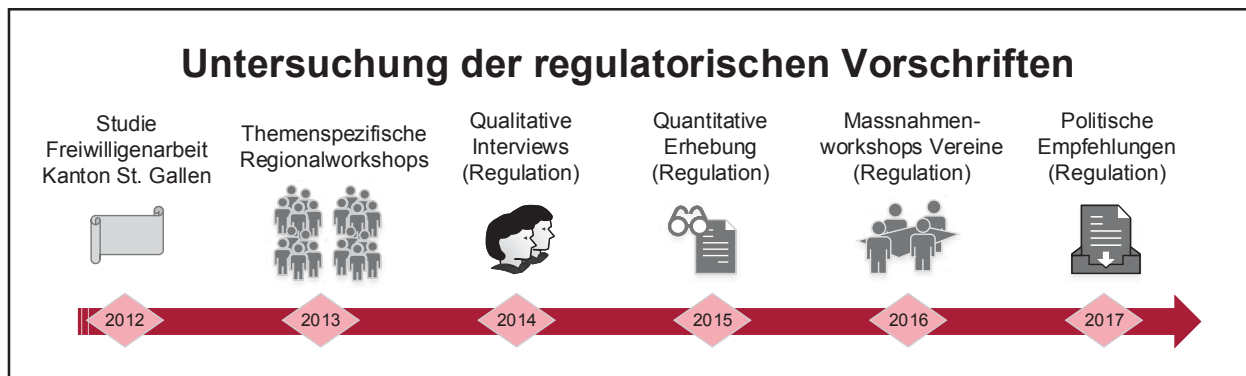 Untersuchung der regulatorischen Vorschriften
Studie
Freiwilligenarbeit
Kanton St. Gallen
Themenspezifische
Regionalworkshops
Qualitative
Interviews
(Regulation)
Quantitative
Erhebung
(Regulation)
Massnahmen-
workshops Vereine
(Regulation)
Politische
Empfehlungen
(Regulation)
2012
2013
2014
2015
2016
2017